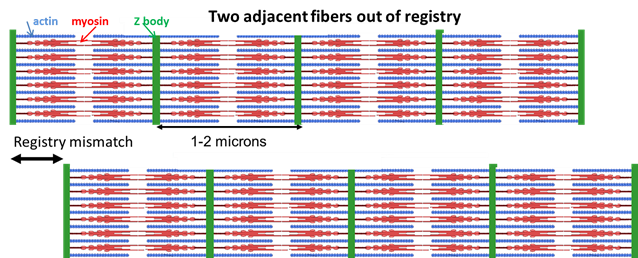 Two adjacent fibers out of registry
actin myosin Z body
Registry mismatch
1-2 microns